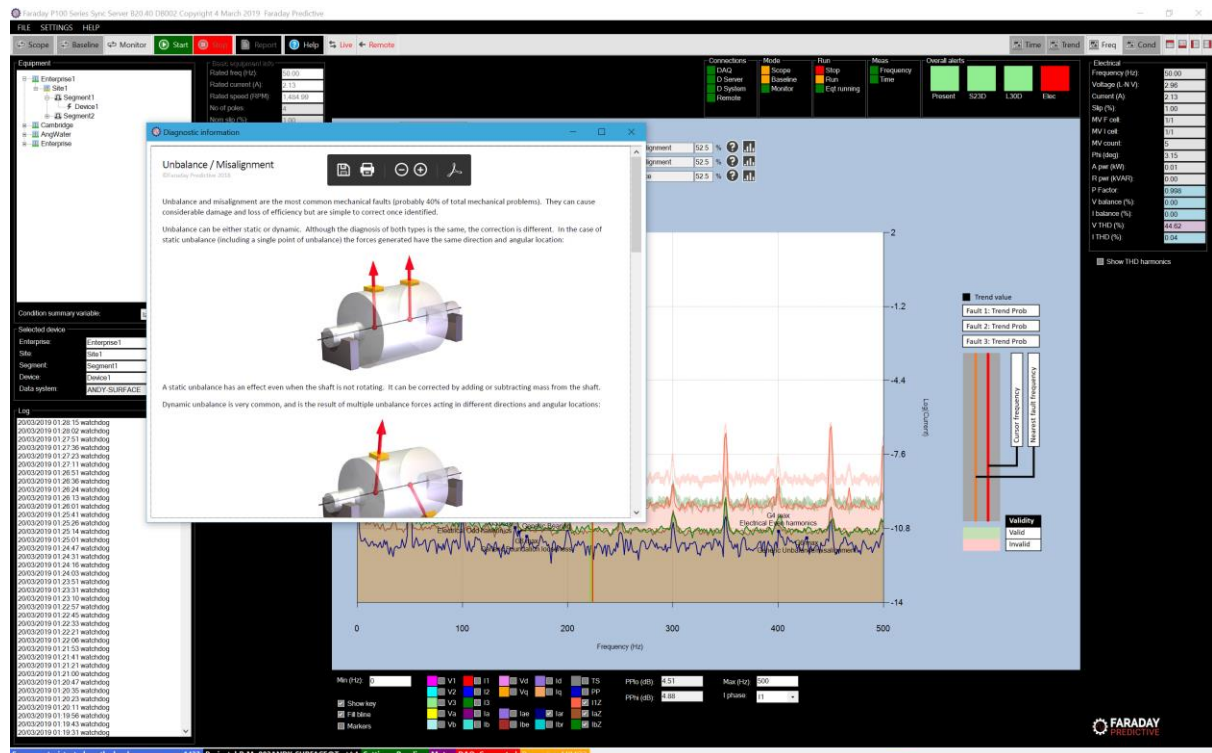 Faraday P100 Series Sync Server 820.40 DB002 Copyright 4 March 2019 Faraday Predictive
FILE SETTINGS HELP
Scope Baseline Monitor Start Stop Report Help Live Remote Time Trend Freq Cond
Equipment
Enterprise1
Site1
Segment1
Device1
Segment2
Cambridge
AngWater
Enterprise
Basic equipment info
Rated freq (Hz): 50.00
Rated current (A): 2.13
Rated speed (RPM)
No of poles 4
Nom slip (%): 1.00
Connections
DAQ
D Server
D System
Remote
Mode
Scope
Baseline
Monitor
Run
Stop
Run
Eqt running
Meas
Frequency
Time
Overall alerts
Present S23D L30D Elec
Electrical
Frequency (Hz): 50.00
Voltage (L-N V): 2.96
Current (A) 2.13
Slip (%): 1.00
MV F cell: 1/1
MV I cell: 1/1
MV count: 5
Phi (deg) 3.15
A pwr (kW) 0.01
R pwr (kVAR): 0.00
P Factor 0.998
V balance (%): 0.00
I balance (%): 0.00
V THD (%): 44.62
I THD (%): 0.04
Show THD harmonics
Diagnostic information
Unbalance / Misalignment
©Faraday Predictive 2018
Unbalance and misalignment are the most common mechanical faults (probably 40% of total mechanical problems). They can cause
considerable damage and loss of efficiency but are simple to correct once identified.
Unbalance can be either static or dynamic. Although the diagnosis of both types is the same, the correction is different. In the case of
static unbalance (including a single point of unbalance) the forces generated have the same direction and angular location:
A static unbalance has an effect even when the shaft is not rotating. It can be corrected by adding or subtracting mass from the shaft.
Dynamic unbalance is very common, and is the result of multiple unbalance forces acting in different directions and angular locations:
lignment 52.5 % ?
lignment 52.5 % ?
52.5 % ?
Condition summary variable:
Selected device
Enterprise: Enterprise1
Site: Site1
Segment: Segment1
Device: Device1
Data system: ANDY-SURFACE
Log
20/03/2019 01:28:15 watchdog
20/03/2019 01:28:02 watchdog
20/03/2019 01:27:51 watchdog
20/03/2019 01:27:36 watchdog
20/03/2019 01:27:23 watchdog
20/03/2019 01:27:11 watchdog
20/03/2019 01:26:51 watchdog
20/03/2019 01:26:36 watchdog
20/03/2019 01:26:24 watchdog
20/03/2019 01:26:13 watchdog
20/03/2019 01:26:01 watchdog
20/03/2019 01:25:41 watchdog
20/03/2019 01:25:26 watchdog
20/03/2019 01:25:14 watchdog
20/03/2019 01:25:01 watchdog
20/03/2019 01:24:47 watchdog
20/03/2019 01:24:31 watchdog
20/03/2019 01:24:16 watchdog
20/03/2019 01:24:03 watchdog
20/03/2019 01:23:51 watchdog
20/03/2019 01:23:31 watchdog
20/03/2019 01:23:10 watchdog
20/03/2019 01:22:57 watchdog
20/03/2019 01:22:45 watchdog
20/03/2019 01:22:33 watchdog
20/03/2019 01:22:21 watchdog
20/03/2019 01:22:06 watchdog
20/03/2019 01:21:53 watchdog
20/03/2019 01:21:41 watchdog
20/03/2019 01:21:21 watchdog
20/03/2019 01:21:00 watchdog
20/03/2019 01:20:47 watchdog
20/03/2019 01:20:35 watchdog
20/03/2019 01:20:23 watchdog
20/03/2019 01:20:11 watchdog
20/03/2019 01:19:56 watchdog
20/03/2019 01:19:43 watchdog
20/03/2019 01:19:31 watchdog
-2
-1.2
-4.4
-7.6
-10.8
-14
Log(Current)
Electrical Even harmonics
0 100 200 300 400 500
Frequency (Hz)
Trend value
Fault 1: Trend Prob
Fault 2: Trend Prob
Fault 3: Trend Prob
Cursor frequency
Nearest fault frequency
Validity
Valid
Invalid
Min (Hz): 0
Show key
Fill bline
Markers
V1 I1 Vd Id TS
V2 I2 Vq Iq PP
V3 I3 I1Z
Va Ia Iae Iar IaZ
Vb Ib Ibe Ibr IbZ
PPlo (dB): 4.51
PPhi (dB): 4.88
Max (Hz): 500
I phase: I1
FARADAY
PREDICTIVE